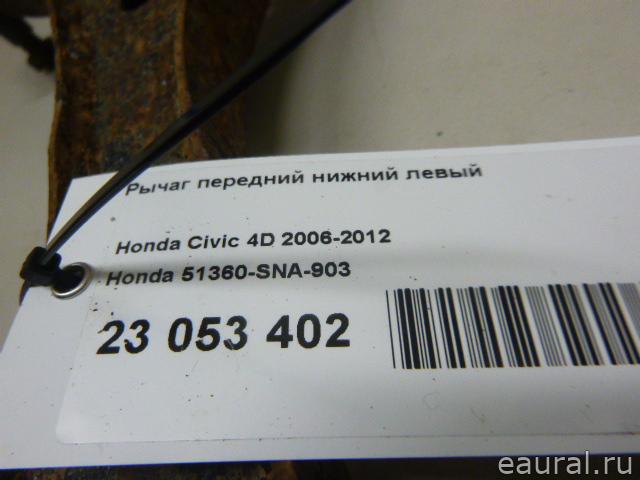 Рычаг передний нижний левый
Honda Civic 4D 2006-2012
Honda 51360-SNA-903
23 053 402
eaural.ru